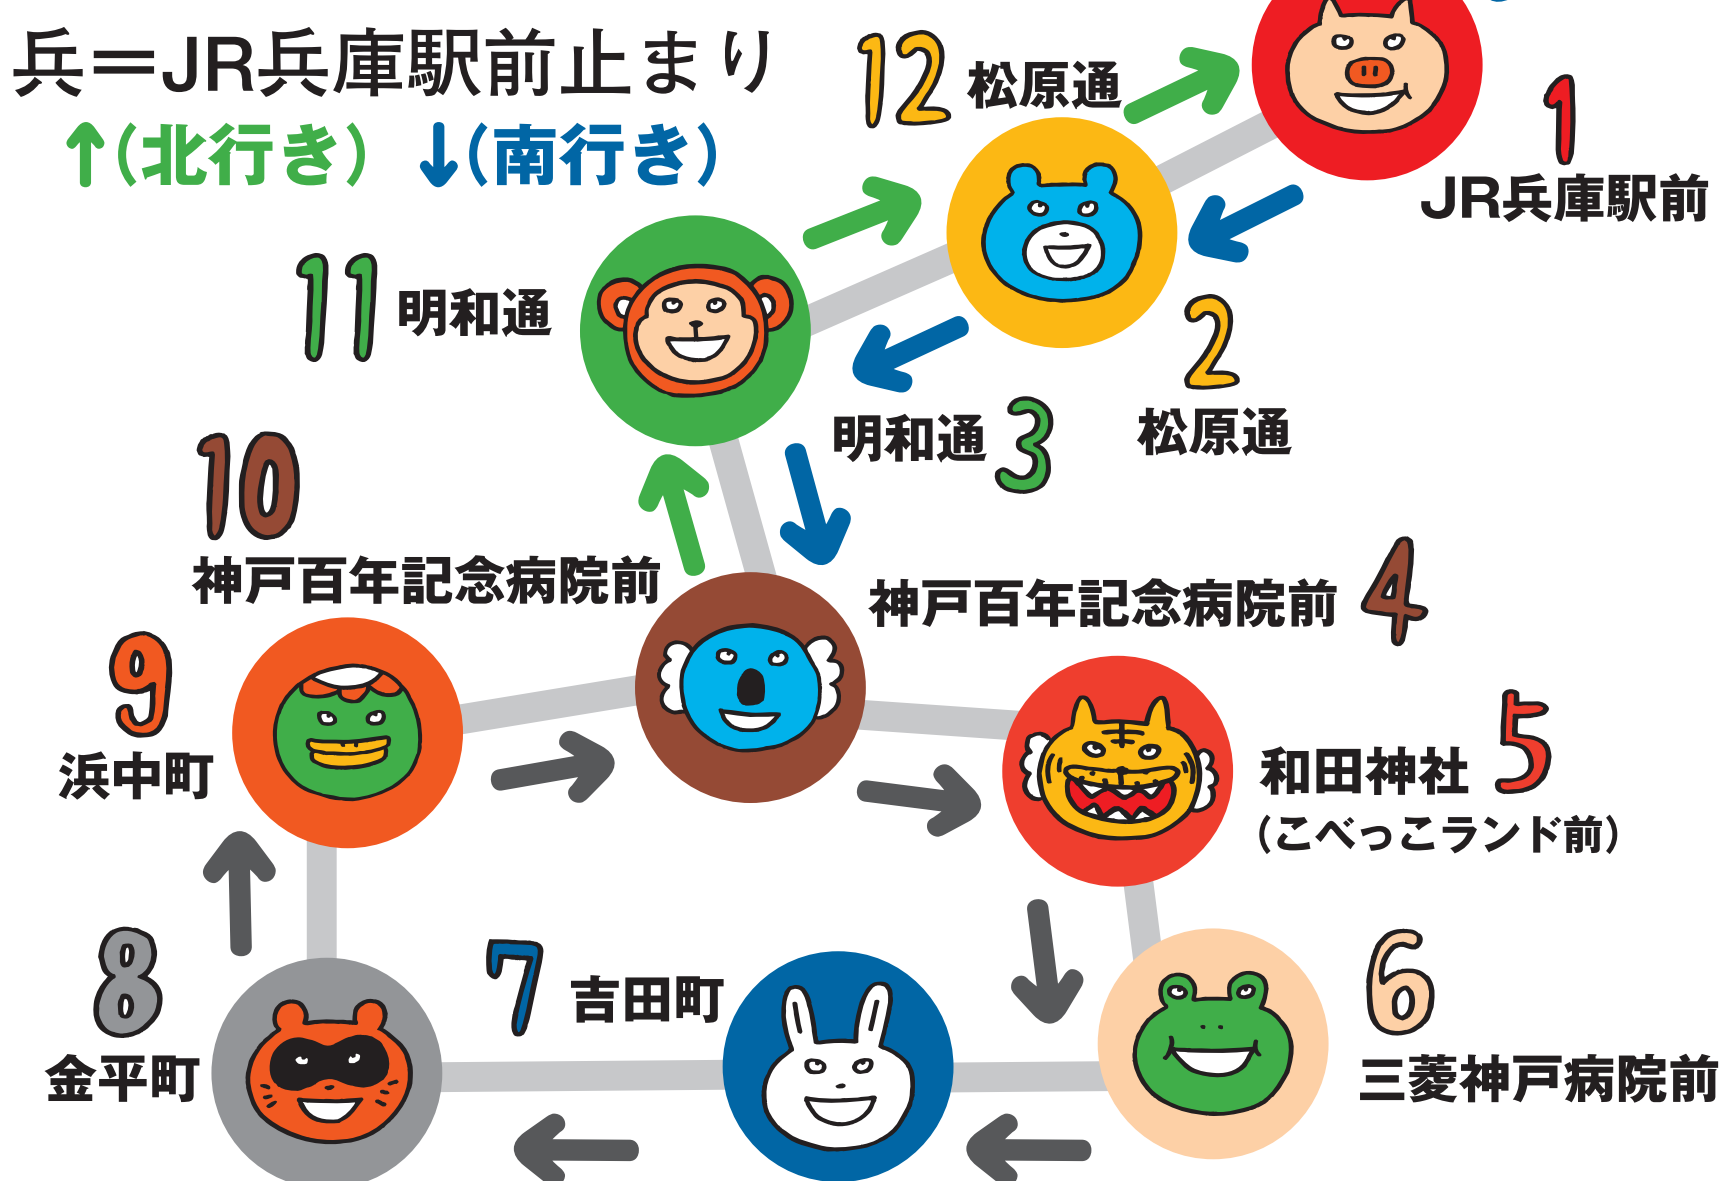 兵＝JR兵庫駅前止まり
↑(北行き) ↓(南行き)
12 松原通
1
JR兵庫駅前
11 明和通
2
松原通
明和通 3
10
神戸百年記念病院前
神戸百年記念病院前 4
9
浜中町
和田神社 5
(こべっこランド前)
8
金平町
7 吉田町
6
三菱神戸病院前